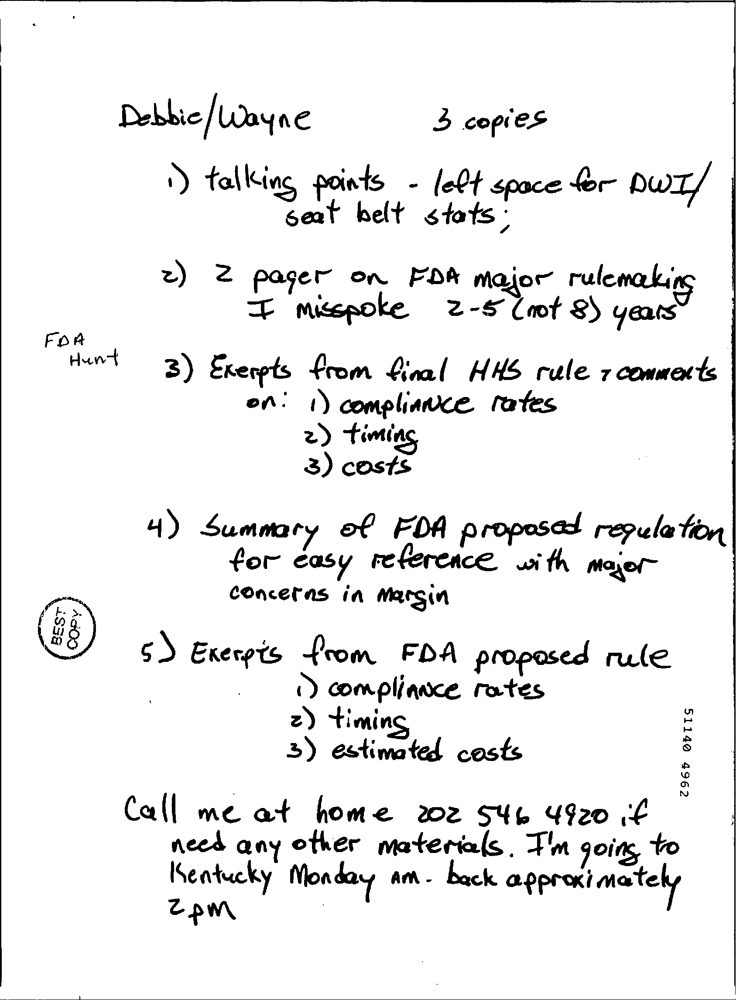 Debbie/Wayne 3 copies
1) talking points - left space for DWI/
seat belt stats;
2) 2 pager on FDA major rulemaking
I misspoke 2-5 (not 8) years
FDA
Hunt
3) Exerpts from final HHS rule & comments
on: 1) compliance rates
2) timing
3) costs
4) Summary of FDA proposed regulation
for easy reference with major
concerns in margin
BEST
COPY
5) Exerpts from FDA proposed rule
1) compliance rates
2) timing
3) estimated costs
51140 4962
Call me at home 202 546 4920 if
need any other materials. I'm going to
Kentucky Monday AM - back approximately
2 pm